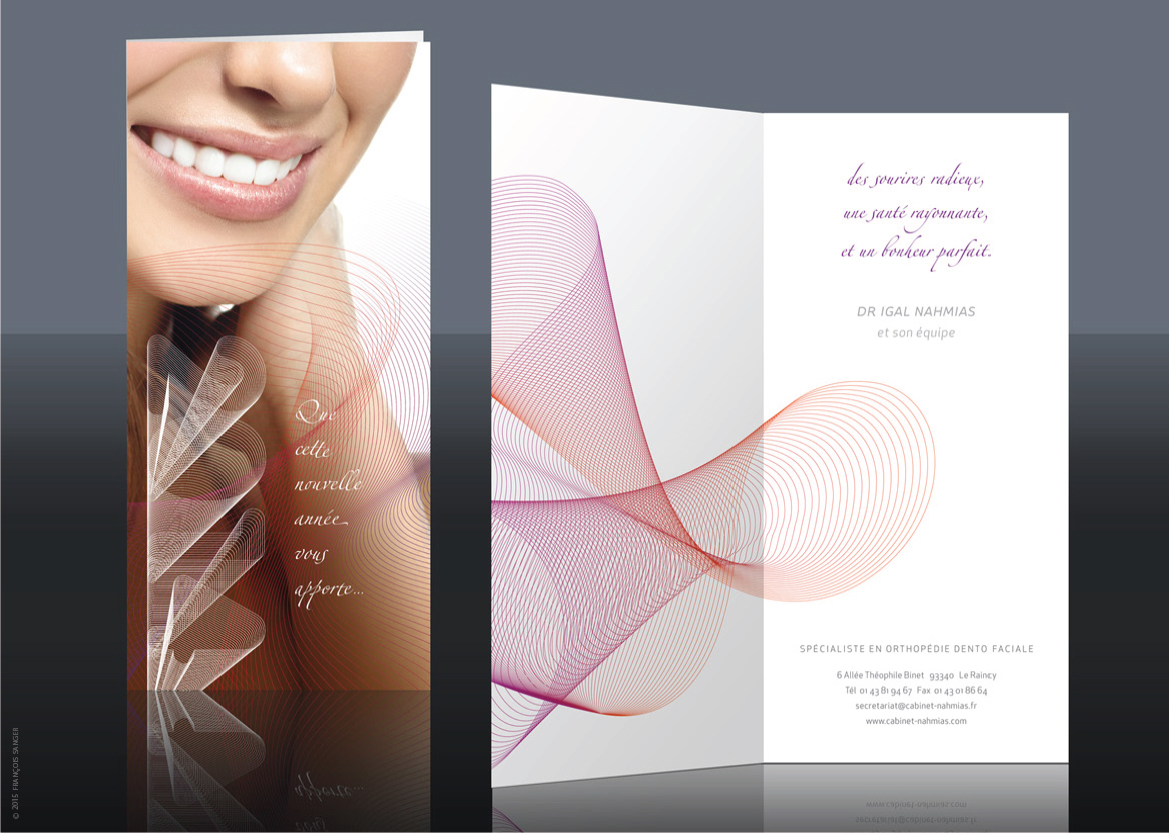 Que
cette
nouvelle
année
vous
apporte...
des sourires radieux,
une santé rayonnante,
et un bonheur parfait.
DR IGAL NAHMIAS
et son équipe
SPÉCIALISTE EN ORTHOPÉDIE DENTO FACIALE
6 Allée Théophile Binet 93340 Le Raincy
Tél 01 43 81 94 67 Fax 01 43 01 86 64
secretariat@cabinet-nahmias.fr
www.cabinet-nahmias.com
© 2015 FRANÇOIS SANGER